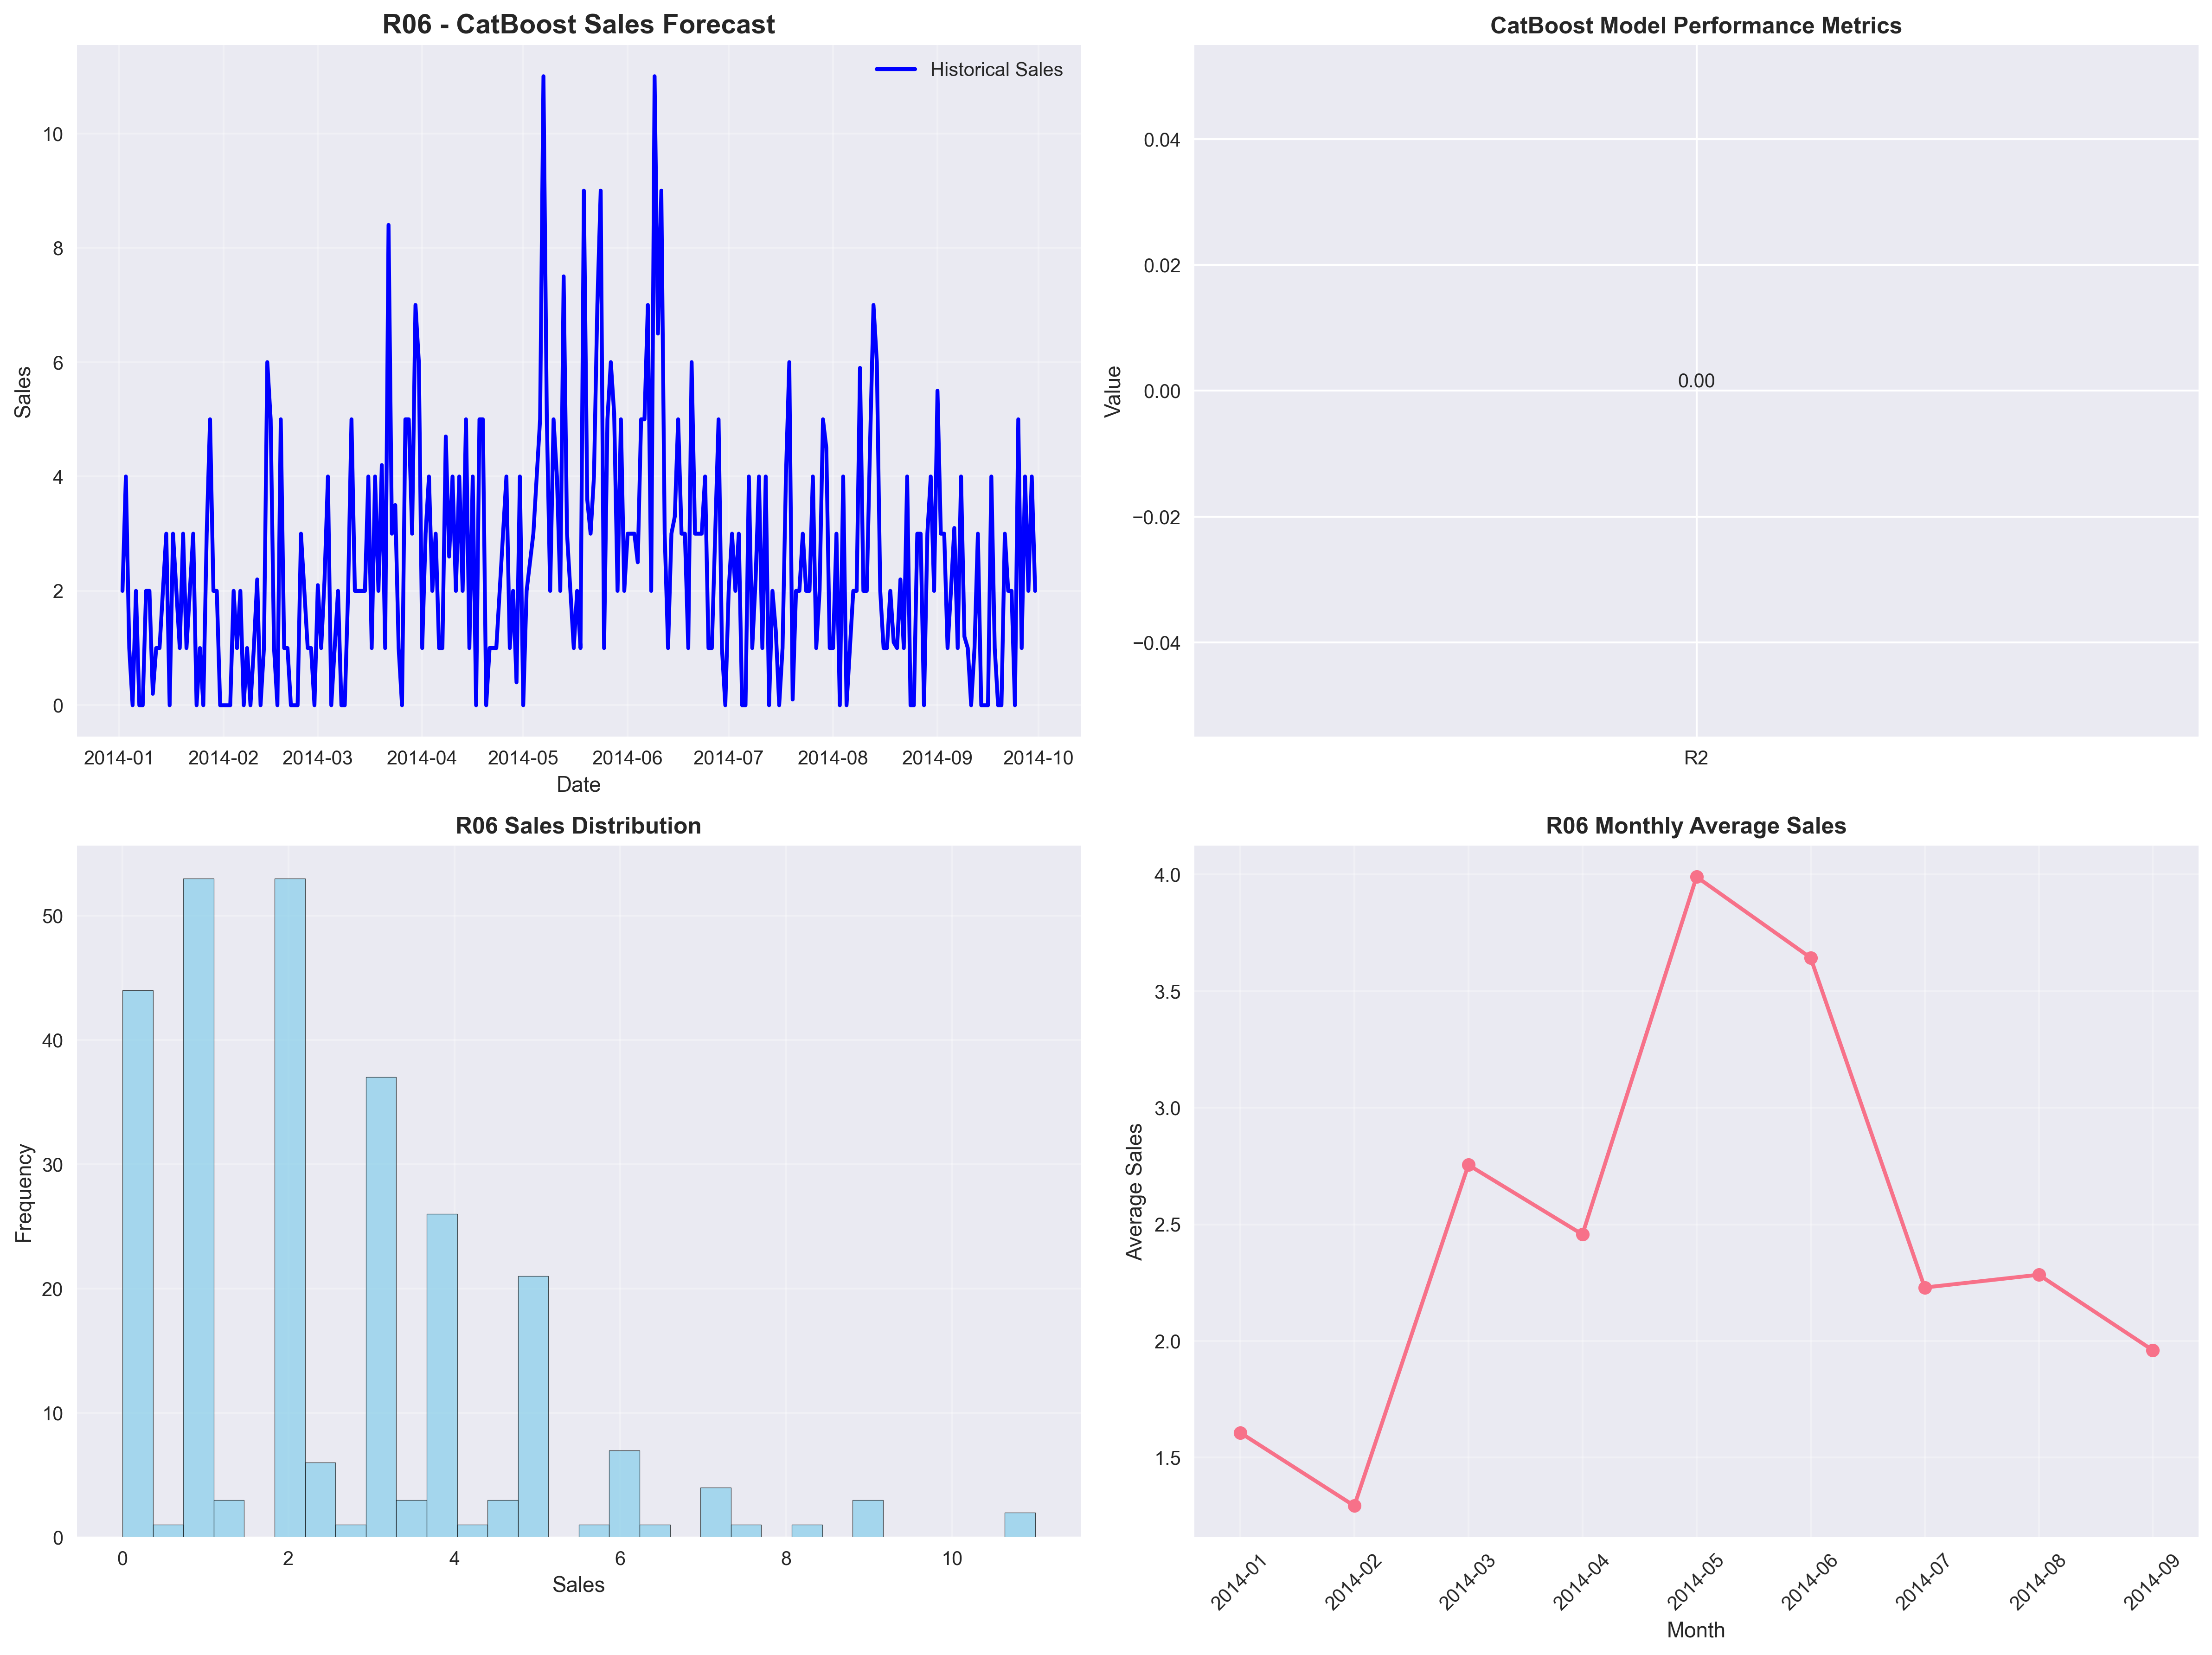 R06 - CatBoost Sales Forecast
Historical Sales
10
8
6
4
2
0
Sales
2014-01 2014-02 2014-03 2014-04 2014-05 2014-06 2014-07 2014-08 2014-09 2014-10
Date
CatBoost Model Performance Metrics
0.04
0.02
0.00
−0.02
−0.04
Value
0.00
R2
R06 Sales Distribution
50
40
30
20
10
0
Frequency
0 2 4 6 8 10
Sales
R06 Monthly Average Sales
4.0
3.5
3.0
2.5
2.0
1.5
Average Sales
2014-01 2014-02 2014-03 2014-04 2014-05 2014-06 2014-07 2014-08 2014-09
Month